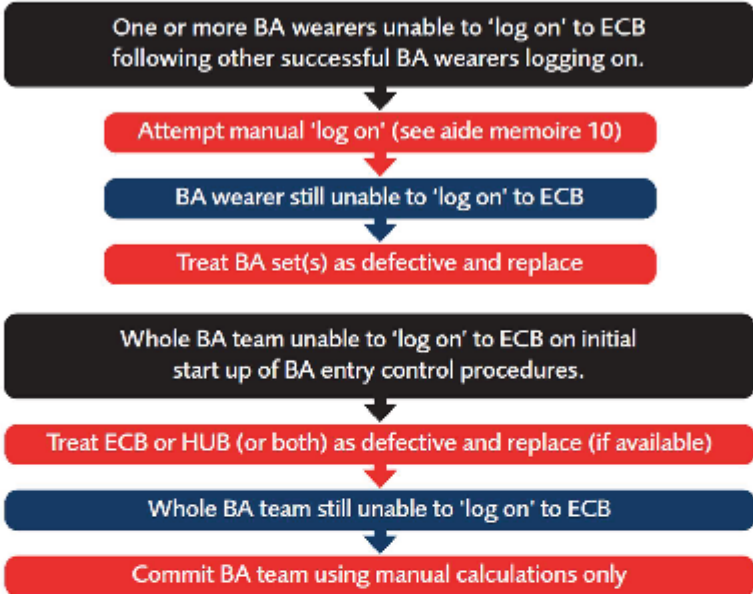 One or more BA wearers unable to ‘log on’ to ECB
following other successful BA wearers logging on.
Attempt manual ‘log on’ (see aide memoire 10)
BA wearer still unable to ‘log on’ to ECB
Treat BA set(s) as defective and replace
Whole BA team unable to ‘log on’ to ECB on initial
start up of BA entry control procedures.
Treat ECB or HUB (or both) as defective and replace (if available)
Whole BA team still unable to ‘log on’ to ECB
Commit BA team using manual calculations only